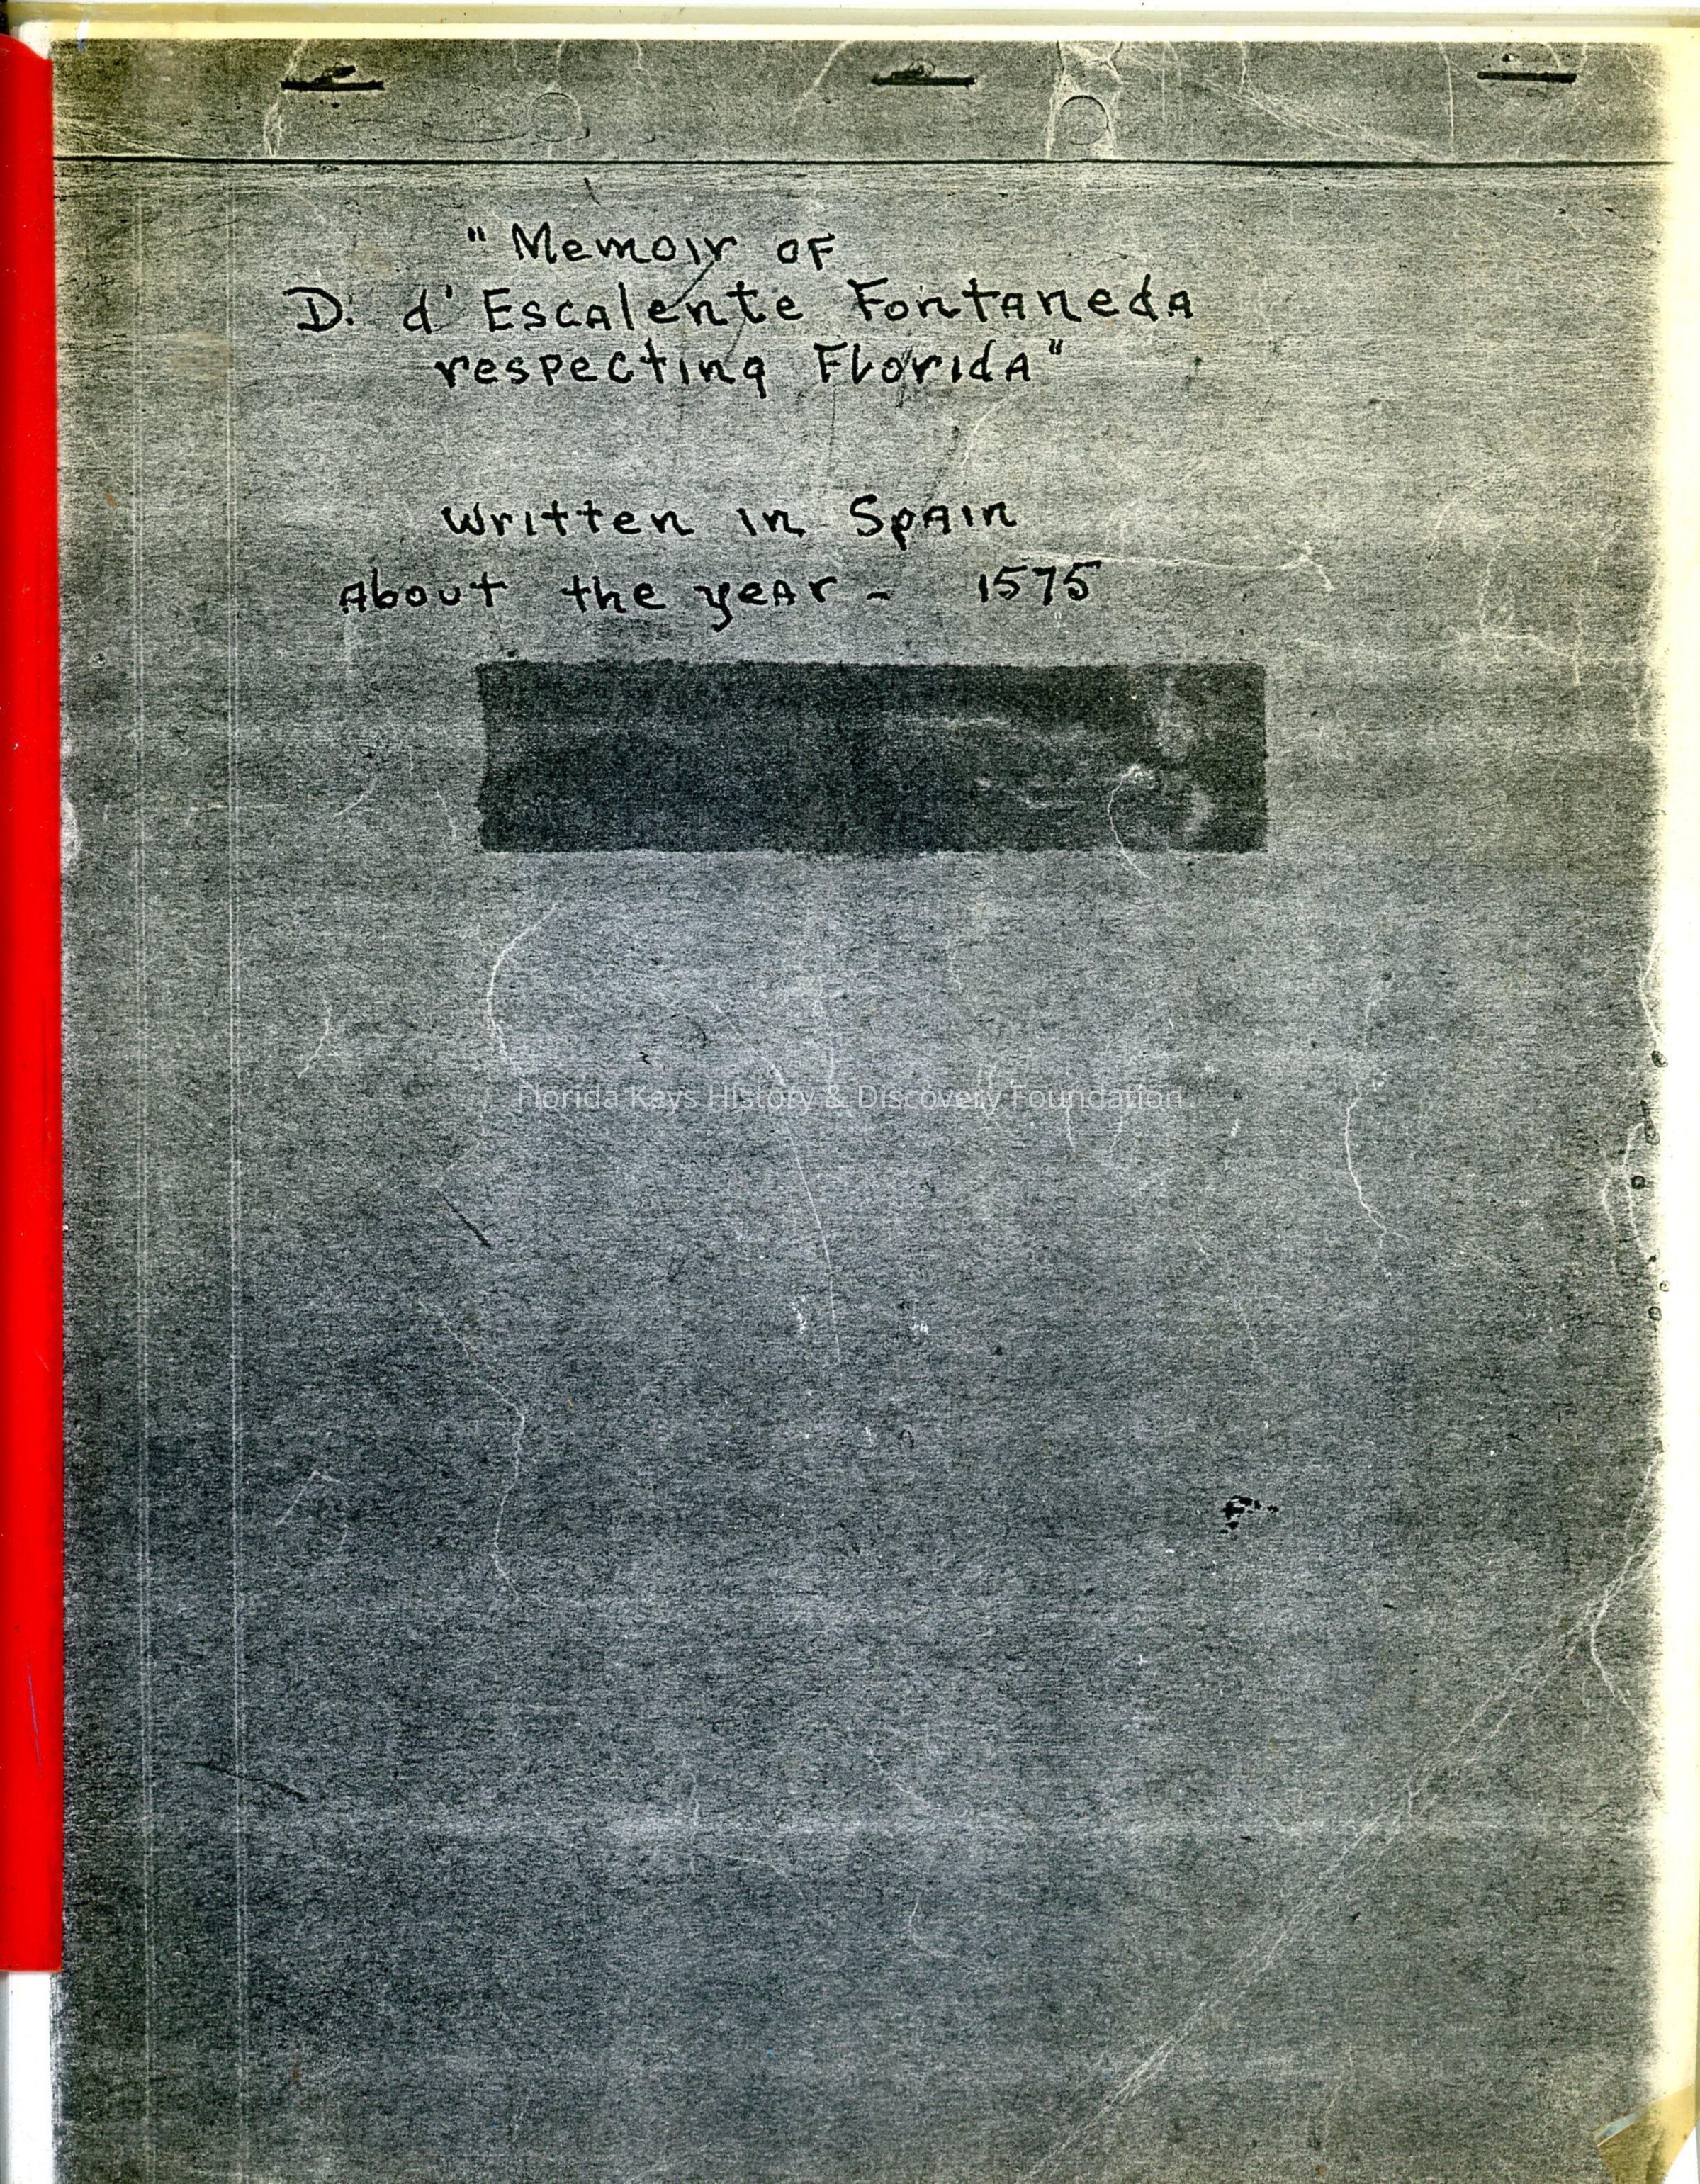 "Memoir of
D. d'Escalente Fontaneda
respecting Florida"
Written in Spain
About the year - 1575
Florida Keys History & Discovery Foundation